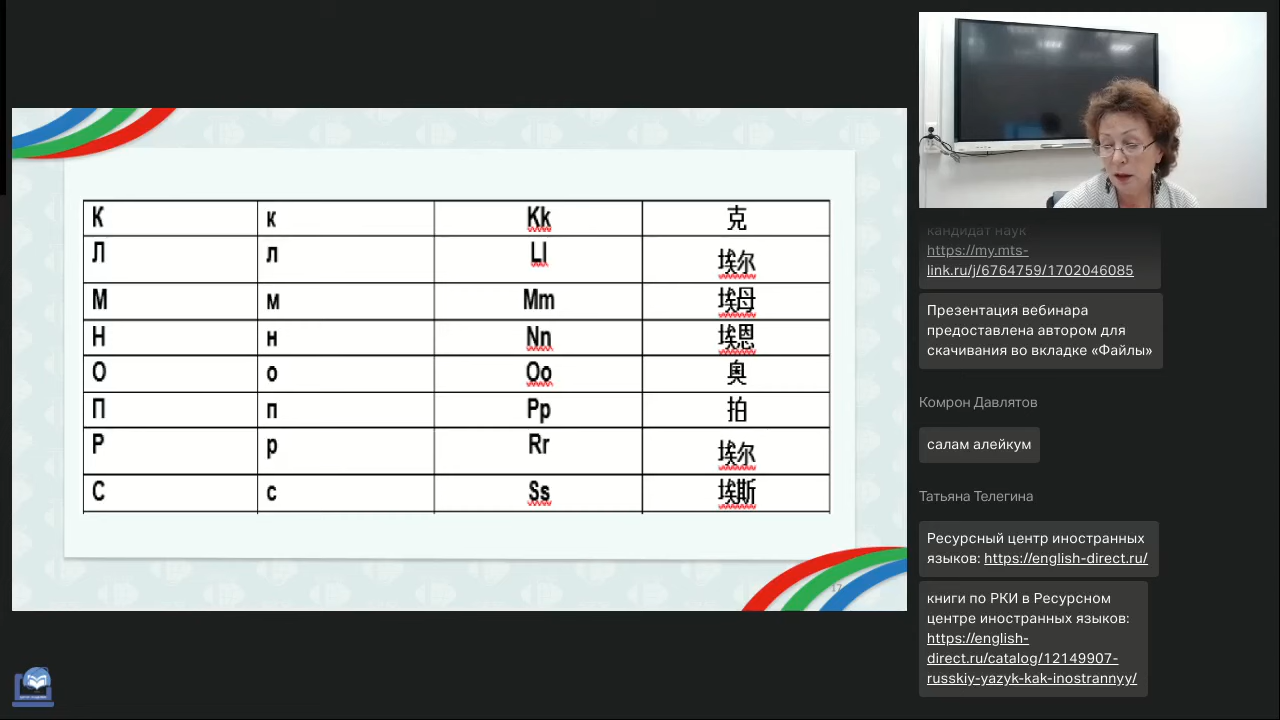 К к Kk 克
Л л Ll 埃尔
М м Mm 埃母
Н н Nn 埃恩
О о Oo 奥
П п Pp 拍
Р р Rr 埃尔
С с Ss 埃斯
17
кандидат наук
https://my.mts-
link.ru/j/6764759/1702046085
Презентация вебинара
предоставлена автором для
скачивания во вкладке «Файлы»
Комрон Давлятов
салам алейкум
Татьяна Телегина
Ресурсный центр иностранных
языков: https://english-direct.ru/
книги по РКИ в Ресурсном
центре иностранных языков:
https://english-
direct.ru/catalog/12149907-
russkiy-yazyk-kak-inostrannyy/